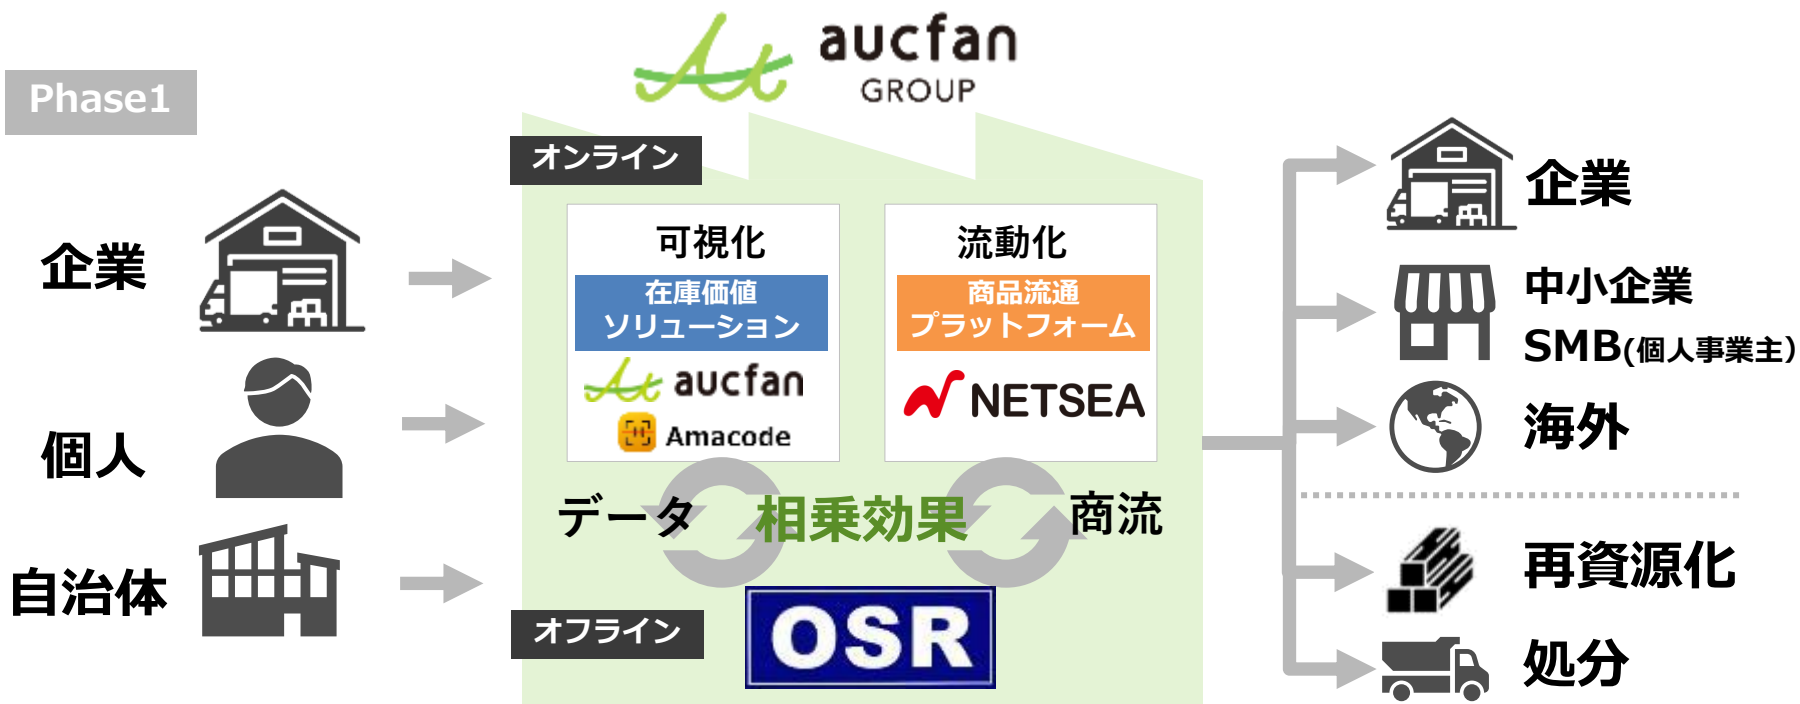 aucfan
GROUP
Phase1
企業
個人
自治体
オンライン
可視化
在庫価値
ソリューション
aucfan
Amacode
流動化
商品流通
プラットフォーム
NETSEA
データ
相乗効果
商流
オフライン
OSR
企業
中小企業
SMB(個人事業主)
海外
再資源化
処分